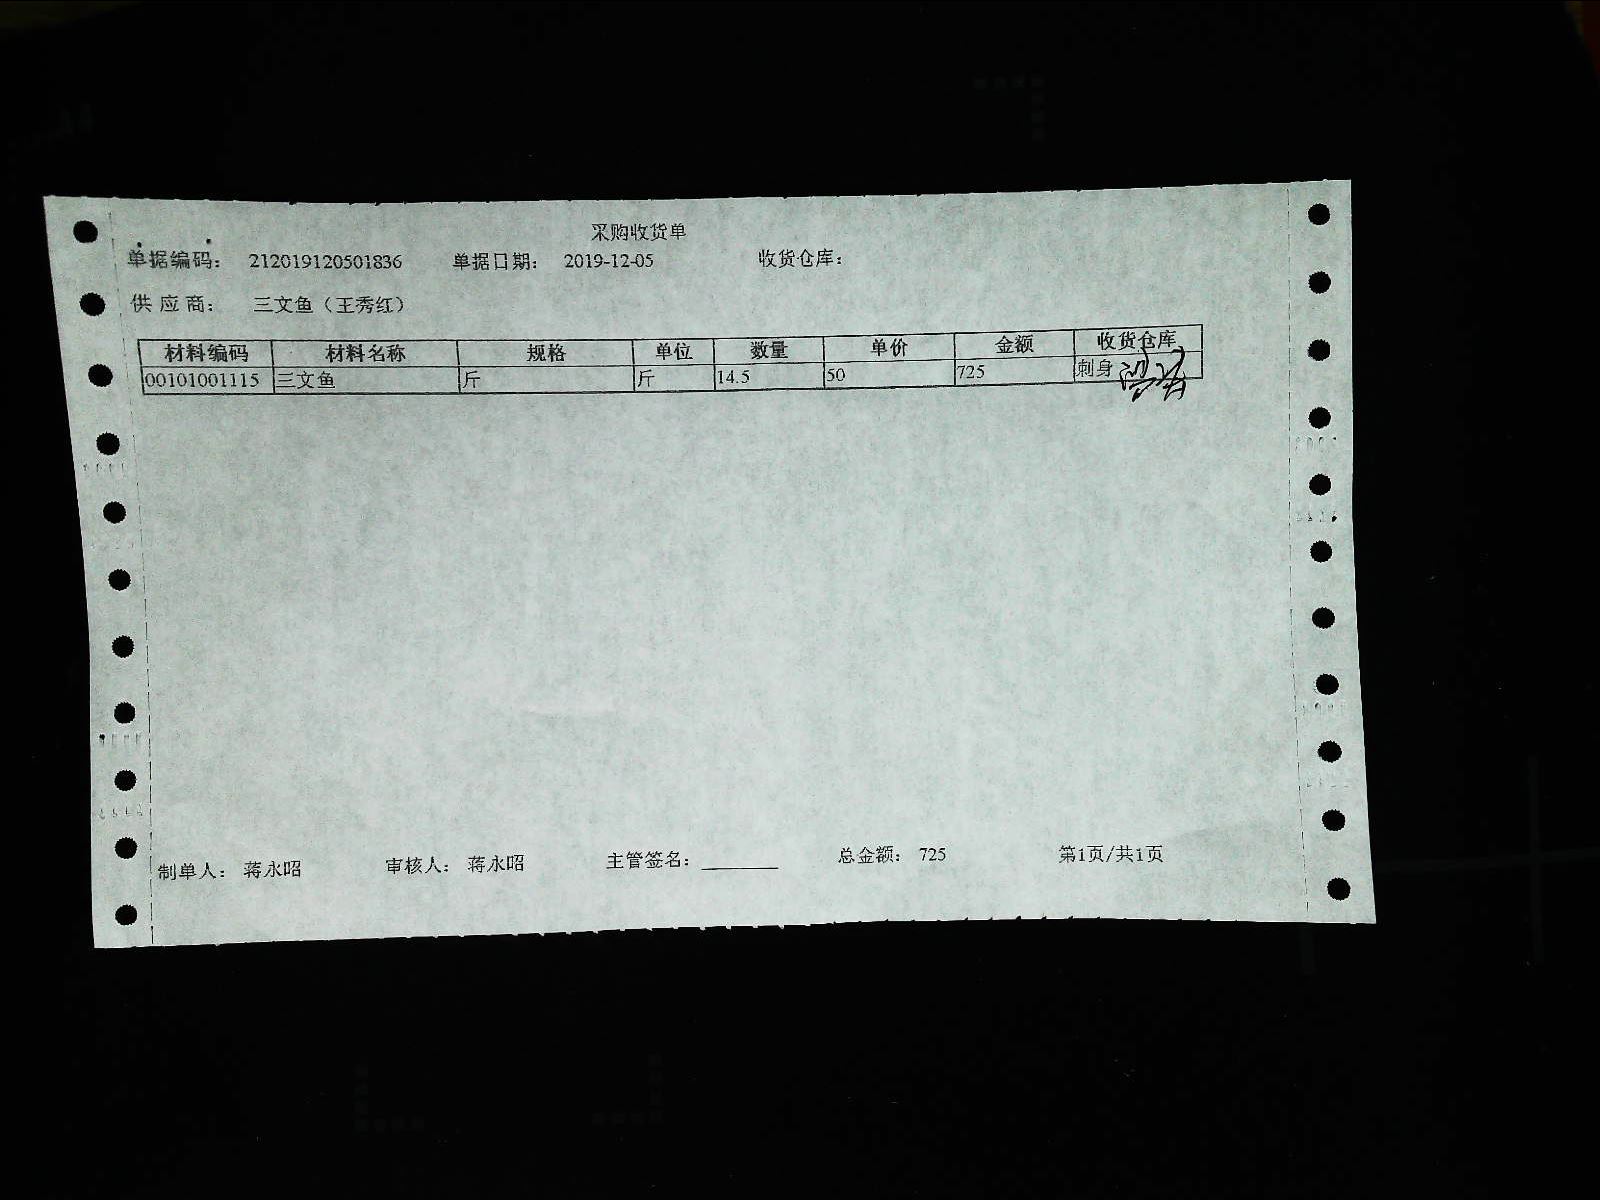 采购收货单
单据编码: 212019120501836 单据日期: 2019-12-05 收货仓库:
供应商: 三文鱼（王秀红）
材料编码 材料名称 规格 单位 数量 单价 金额 收货仓库
00101001115 三文鱼 斤 斤 14.5 50 725 刺身
制单人: 蒋永昭 审核人: 蒋永昭 主管签名: 总金额: 725 第1页/共1页